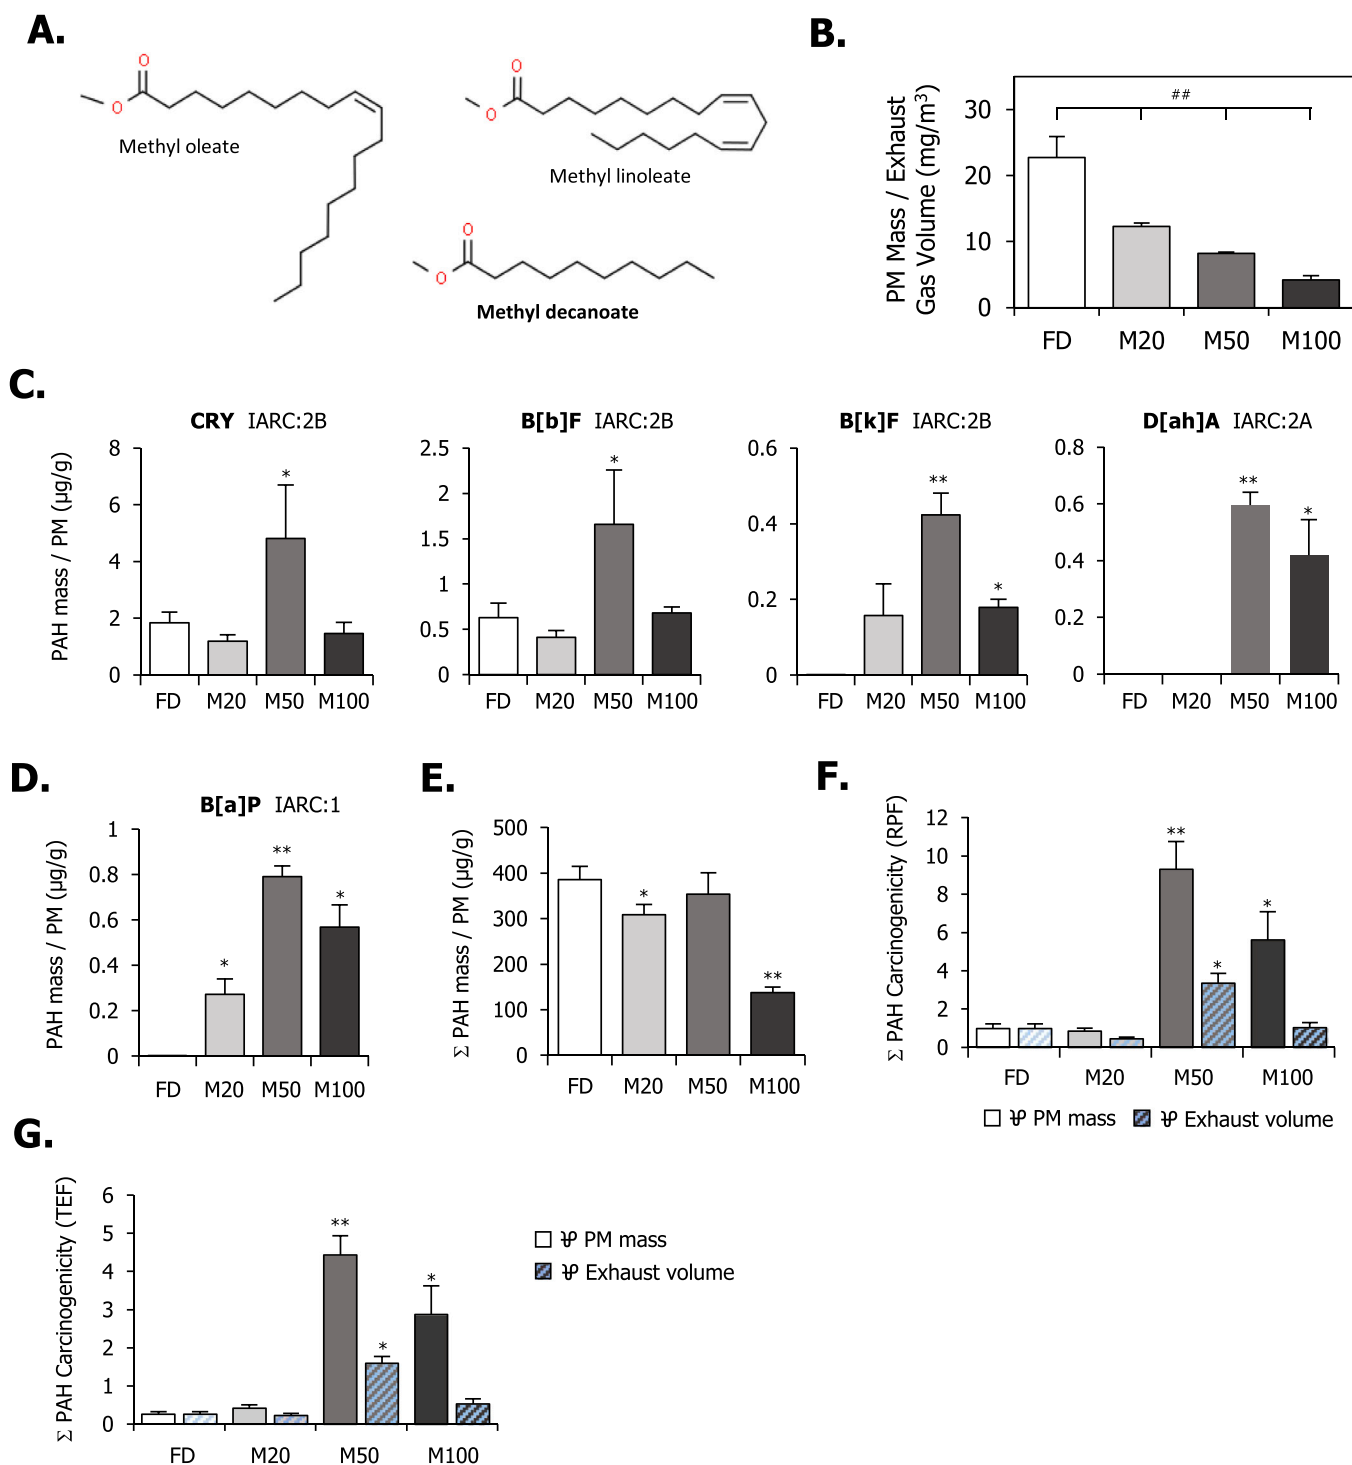 A.
O
O
Methyl oleate
O
O
Methyl linoleate
O
O
Methyl decanoate
B.
PM Mass / Exhaust
Gas Volume (mg/m³)
30
20
10
0
##
FD M20 M50 M100
C.
PAH mass / PM (µg/g)
CRY IARC:2B
8
6
4
2
0
*
FD M20 M50 M100
B[b]F IARC:2B
2.5
2
1.5
1
0.5
0
*
FD M20 M50 M100
B[k]F IARC:2B
0.6
0.4
0.2
0
**
*
FD M20 M50 M100
D[ah]A IARC:2A
0.8
0.6
0.4
0.2
0
**
*
FD M20 M50 M100
D.
B[a]P IARC:1
PAH mass / PM (µg/g)
1
0.8
0.6
0.4
0.2
0
*
**
*
FD M20 M50 M100
E.
Σ PAH mass / PM (µg/g)
500
400
300
200
100
0
*
**
FD M20 M50 M100
F.
Σ PAH Carcinogenicity (RPF)
12
10
8
6
4
2
0
**
*
*
FD M20 M50 M100
PM mass Exhaust volume
G.
Σ PAH Carcinogenicity (TEF)
6
5
4
3
2
1
0
**
*
*
FD M20 M50 M100
PM mass
Exhaust volume